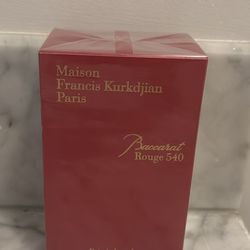 Maison
Francis Kurkdjian
Paris
Baccarat
Rouge 540